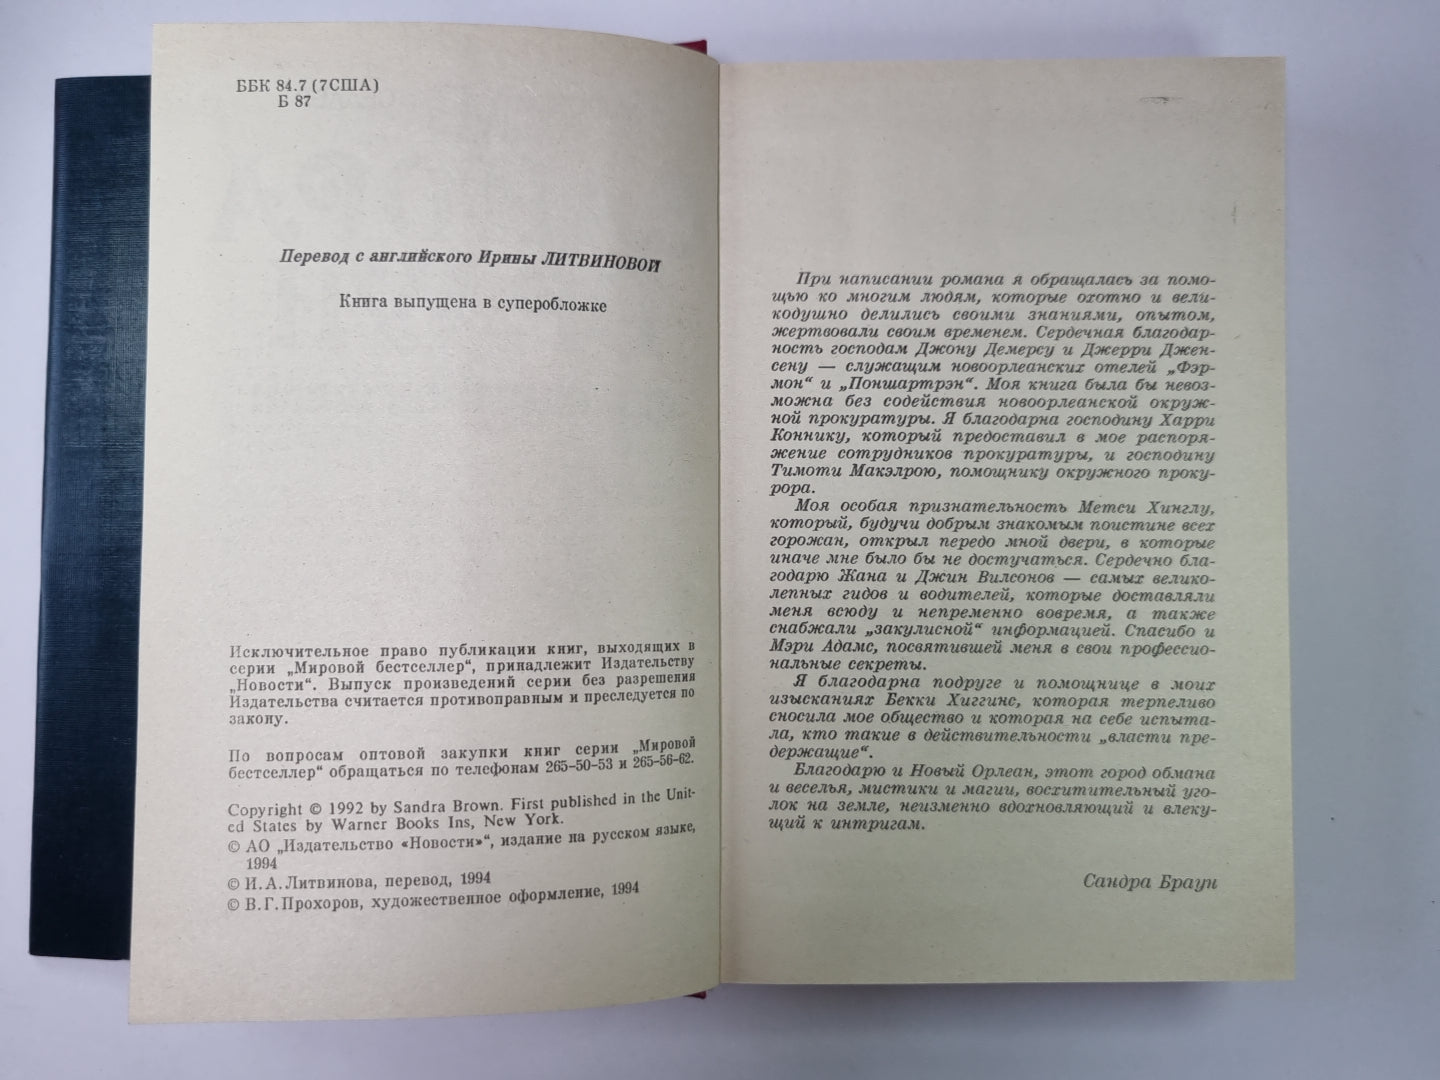 ББК 84.7 (7США)
Б 87
Перевод с английского Ирины ЛИТВИНОВОЙ
Книга выпущена в суперобложке
Исключительное право публикации книг, выходящих в
серии „Мировой бестселлер“, принадлежит Издательству
„Новости“. Выпуск произведений серии без разрешения
Издательства считается противоправным и преследуется по
закону.
По вопросам оптовой закупки книг серии „Мировой
бестселлер“ обращаться по телефонам 265-50-53 и 265-56-62.
Copyright © 1992 by Sandra Brown. First published in the Unit-
ed States by Warner Books Ins, New York.
© АО „Издательство «Новости»“, издание на русском языке,
1994
© И.А.Литвинова, перевод, 1994
© В.Г.Прохоров, художественное оформление, 1994
При написании романа я обращалась за помо-
щью ко многим людям, которые охотно и вели-
кодушно делились своими знаниями, опытом,
жертвовали своим временем. Сердечная благодар-
ность господам Джону Демерсу и Джерри Джен-
сену — служащим новоорлеанских отелей „Фэр-
мон“ и „Поншартрэн“. Моя книга была бы невоз-
можна без содействия новоорлеанской окруж-
ной прокуратуры. Я благодарна господину Харри
Коннику, который предоставил в мое распоря-
жение сотрудников прокуратуры, и господину
Тимоти Макэлрою, помощнику окружного проку-
рора.
Моя особая признательность Метси Хинглу,
который, будучи добрым знакомым поистине всех
горожан, открыл передо мной двери, в которые
иначе мне было бы не достучаться. Сердечно бла-
годарю Жана и Джин Вилсонов — самых велико-
лепных гидов и водителей, которые доставляли
меня всюду и непременно вовремя, а также
снабжали „закулисной“ информацией. Спасибо и
Мэри Адамс, посвятившей меня в свои профессио-
нальные секреты.
Я благодарна подруге и помощнице в моих
изысканиях Бекки Хиггинс, которая терпеливо
сносила мое общество и которая на себе испыта-
ла, кто такие в действительности „власти пре-
держащие“.
Благодарю и Новый Орлеан, этот город обмана
и веселья, мистики и магии, восхитительный уго-
лок на земле, неизменно вдохновляющий и влеку-
щий к интригам.
Сандра Браун